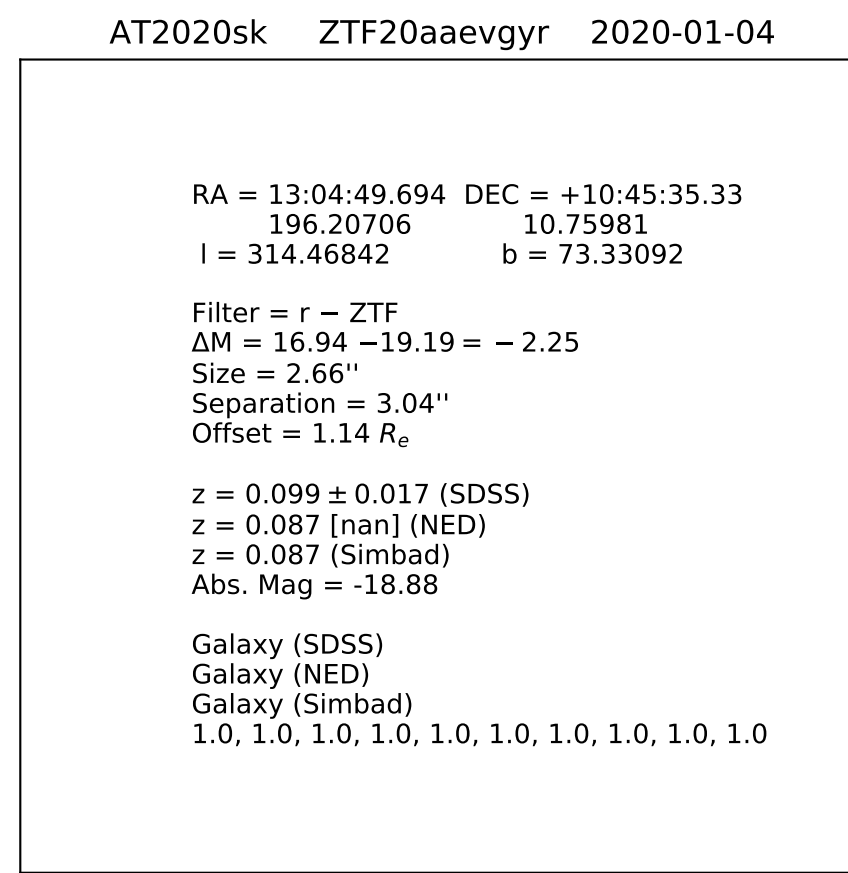 AT2020sk ZTF20aaevgyr 2020-01-04
RA = 13:04:49.694 DEC = +10:45:35.33
196.20706 10.75981
l = 314.46842 b = 73.33092
Filter = r − ZTF
ΔM = 16.94 −19.19 = − 2.25
Size = 2.66''
Separation = 3.04''
Offset = 1.14 Rₑ
z = 0.099 ± 0.017 (SDSS)
z = 0.087 [nan] (NED)
z = 0.087 (Simbad)
Abs. Mag = -18.88
Galaxy (SDSS)
Galaxy (NED)
Galaxy (Simbad)
1.0, 1.0, 1.0, 1.0, 1.0, 1.0, 1.0, 1.0, 1.0, 1.0